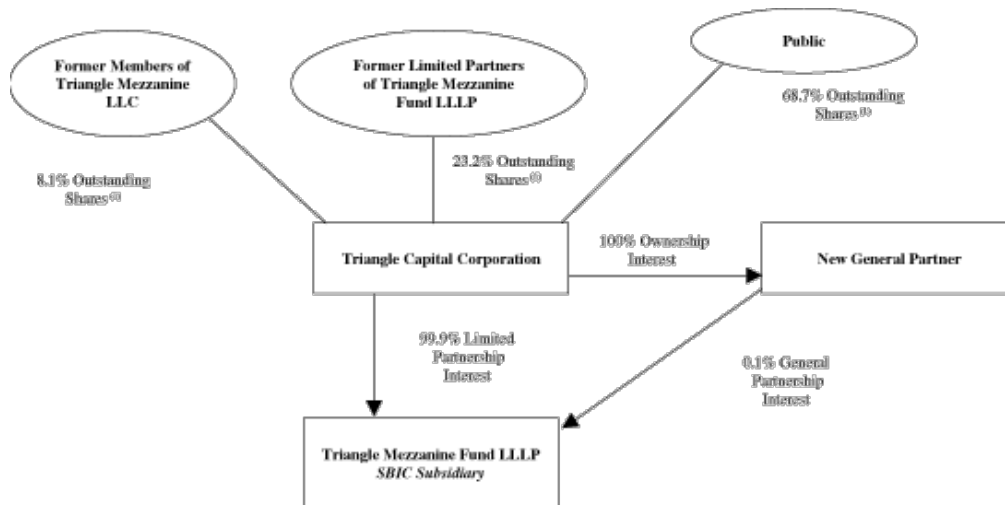 Former Members of
Triangle Mezzanine
LLC
Former Limited Partners
of Triangle Mezzanine
Fund LLLP
Public
8.1% Outstanding
Shares (1)
23.2% Outstanding
Shares (1)
68.7% Outstanding
Shares (1)
Triangle Capital Corporation
100% Ownership
Interest
New General Partner
99.9% Limited
Partnership
Interest
0.1% General
Partnership
Interest
Triangle Mezzanine Fund LLLP
SBIC Subsidiary